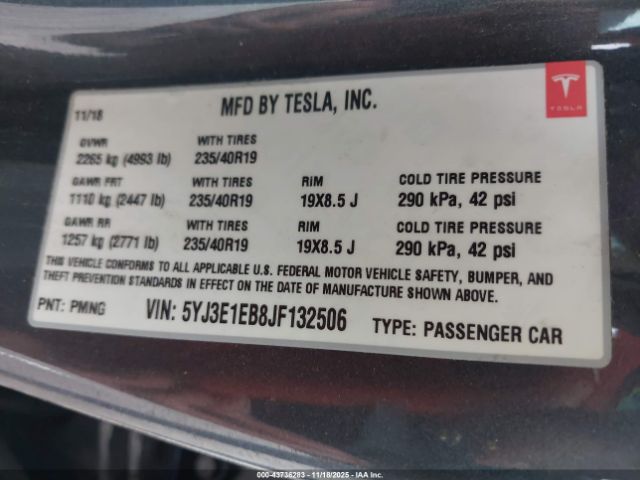 MFD BY TESLA, INC.
TESLA
11/18
GVWR WITH TIRES
2265 kg (4993 lb) 235/40R19
GAWR FRT WITH TIRES RIM COLD TIRE PRESSURE
1110 kg (2447 lb) 235/40R19 19X8.5 J 290 kPa, 42 psi
GAWR RR WITH TIRES RIM COLD TIRE PRESSURE
1257 kg (2771 lb) 235/40R19 19X8.5 J 290 kPa, 42 psi
THIS VEHICLE CONFORMS TO ALL APPLICABLE U.S. FEDERAL MOTOR VEHICLE SAFETY, BUMPER, AND
THEFT PREVENTION STANDARDS IN EFFECT ON THE DATE OF MANUFACTURE SHOWN ABOVE.
PNT: PMNG VIN: 5YJ3E1EB8JF132506 TYPE: PASSENGER CAR
000-43736283 - 11/18/2025 - IAA Inc.